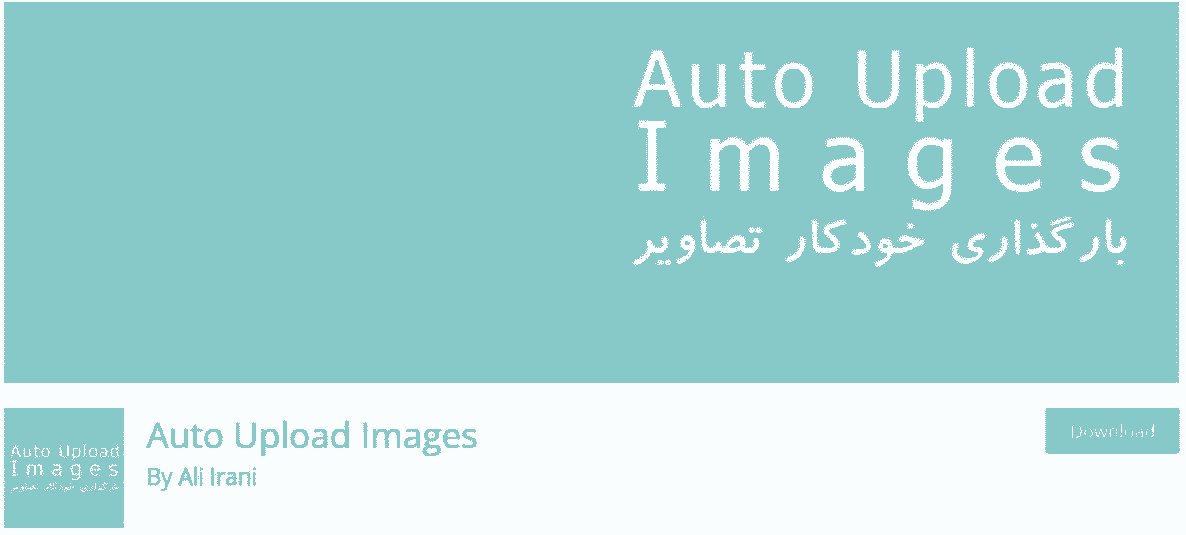 Auto Upload
Images
بارگذاری خودکار تصاویر
Auto Upload
Images
بارگذاری خودکار تصاویر
Auto Upload Images
By Ali Irani
Download